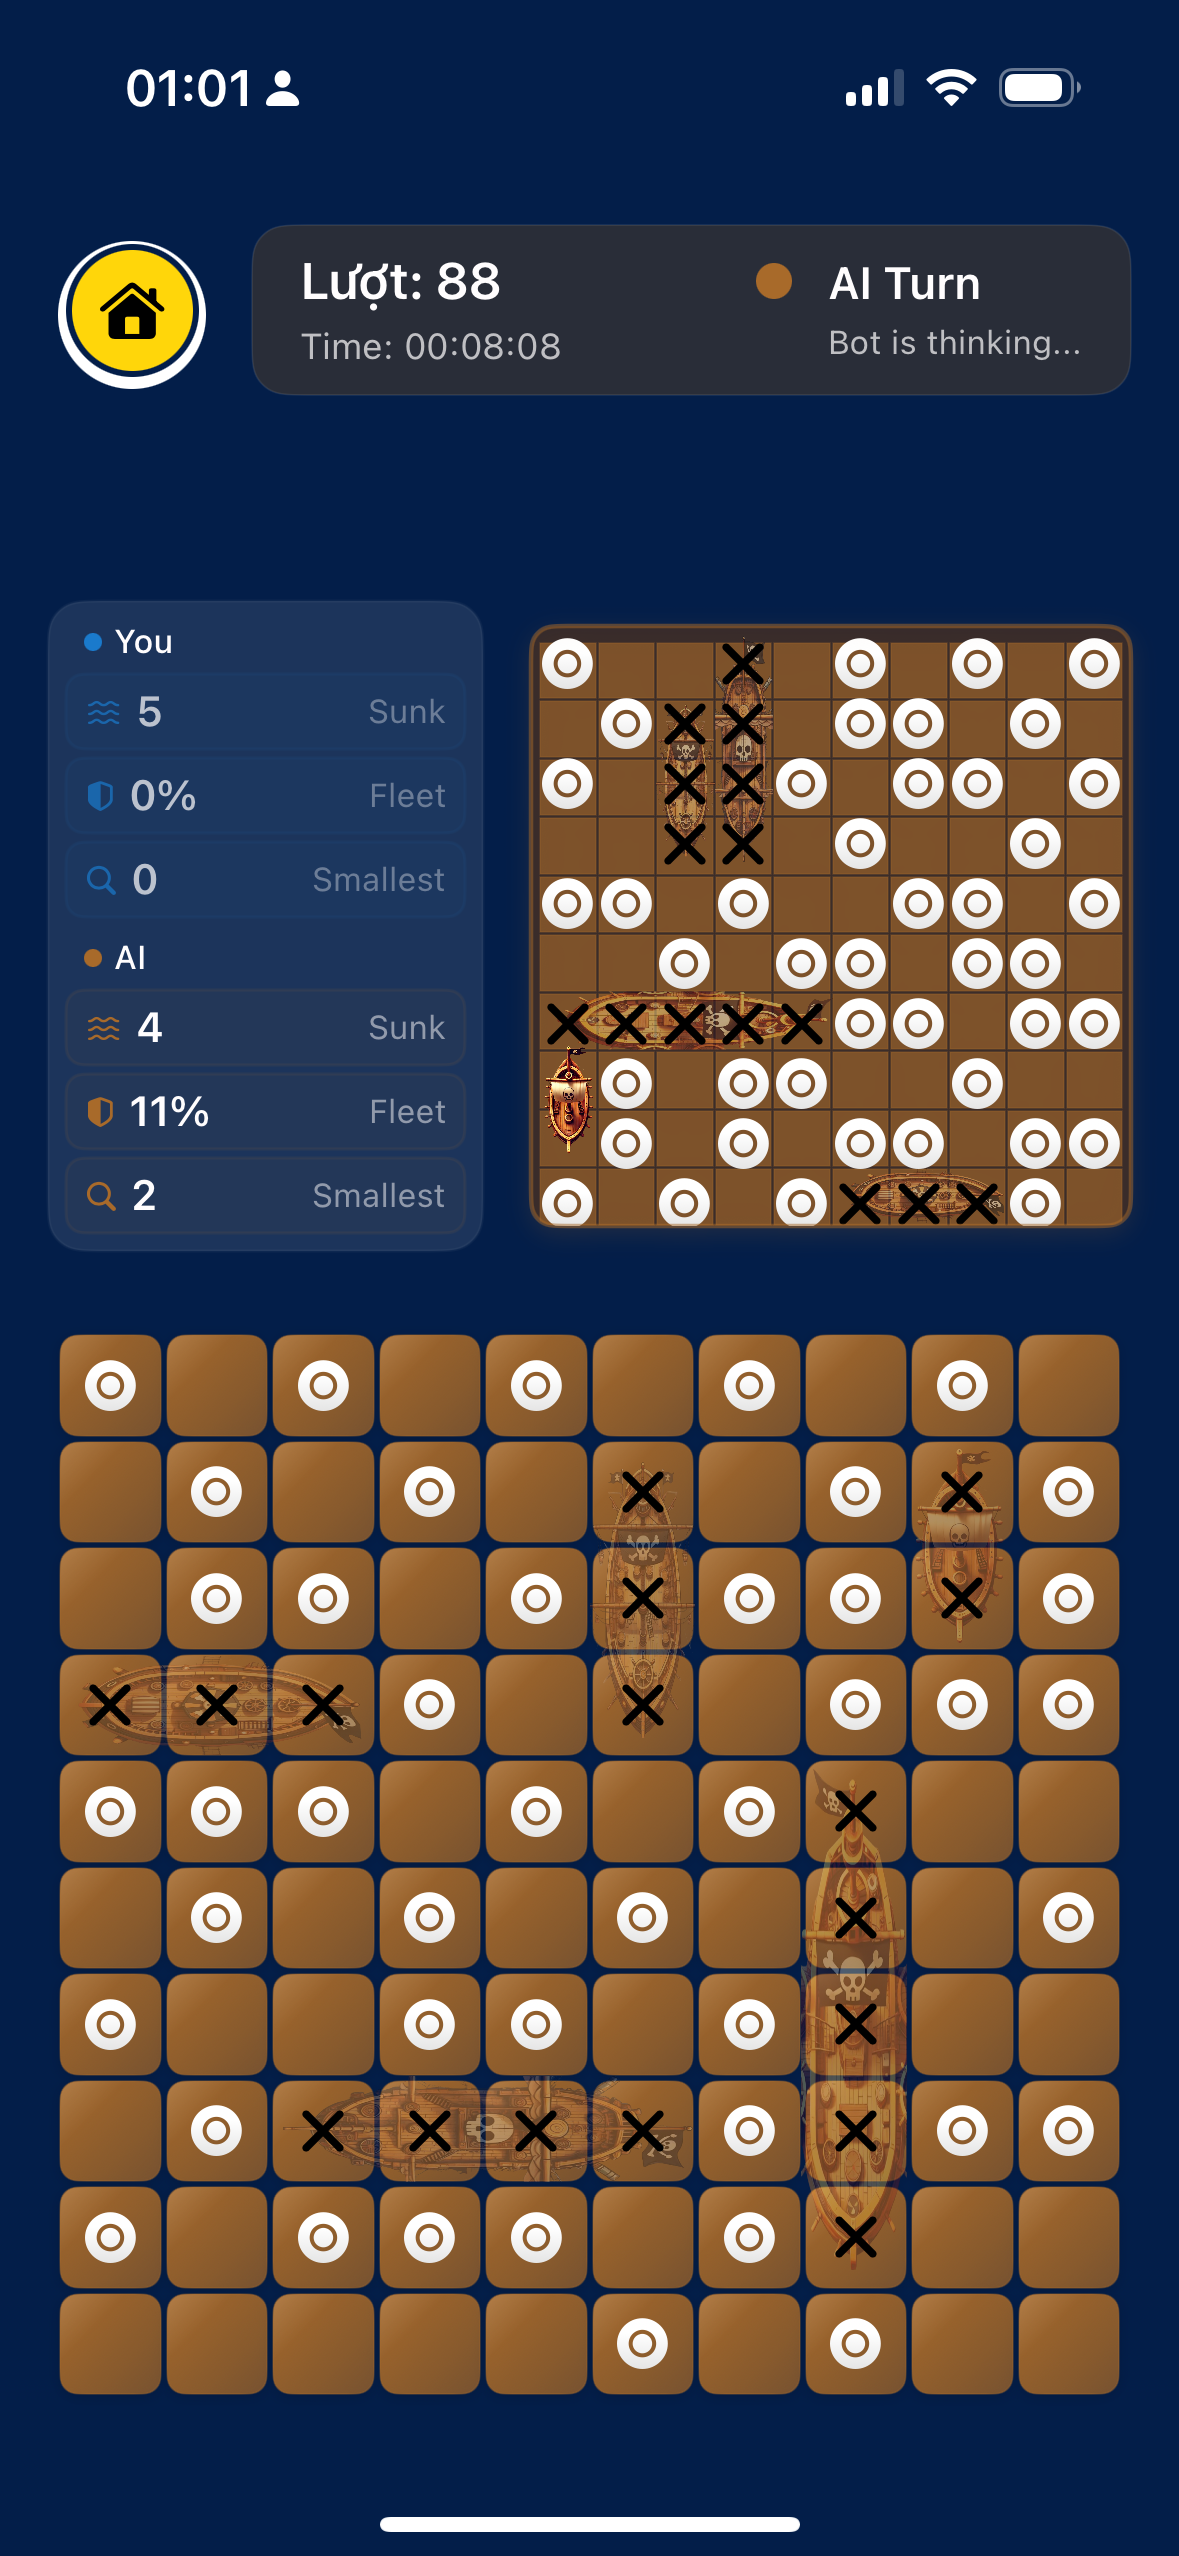 01:01
Lượt: 88
AI Turn
Time: 00:08:08
Bot is thinking...
You
5 Sunk
0% Fleet
0 Smallest
AI
4 Sunk
11% Fleet
2 Smallest